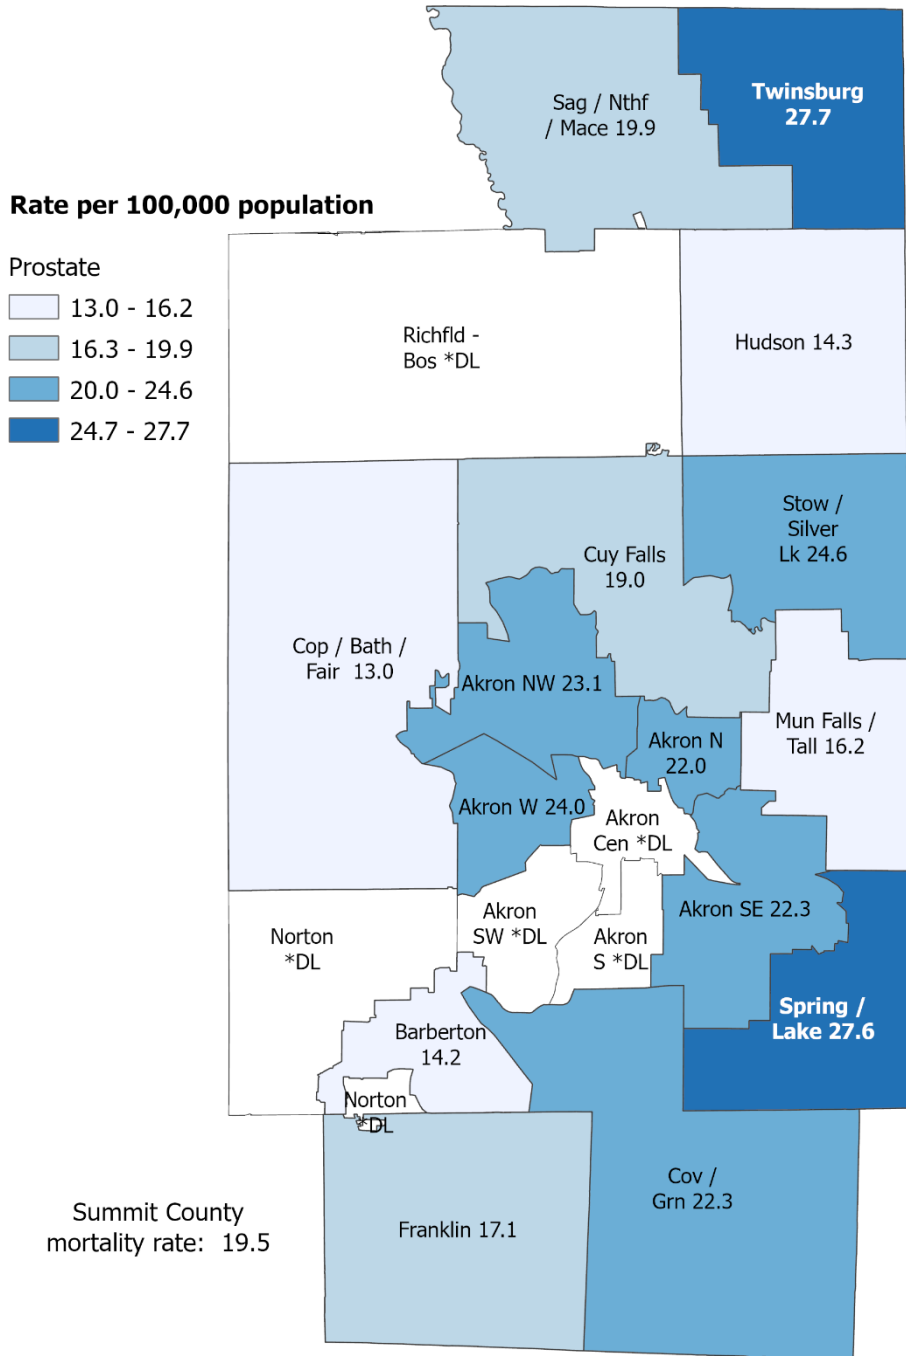 Sag / Nthf
/ Mace 19.9
Twinsburg
27.7
Rate per 100,000 population
Prostate
13.0 - 16.2
16.3 - 19.9
20.0 - 24.6
24.7 - 27.7
Richfld -
Bos *DL
Hudson 14.3
Stow /
Silver
Lk 24.6
Cuy Falls
19.0
Cop / Bath /
Fair 13.0
Akron NW 23.1
Mun Falls /
Tall 16.2
Akron N
22.0
Akron W 24.0
Akron
Cen *DL
Akron SE 22.3
Akron
SW *DL
Akron
S *DL
Norton
*DL
Spring /
Lake 27.6
Barberton
14.2
Norton
*DL
Cov /
Grn 22.3
Franklin 17.1
Summit County
mortality rate: 19.5